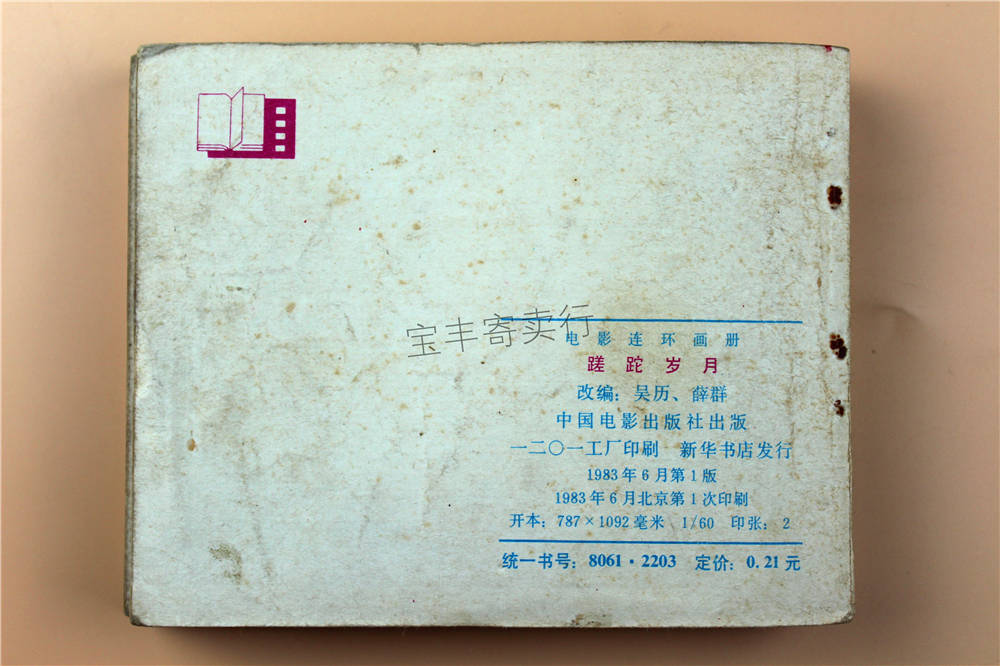 宝丰寄卖行
电影连环画册
蹉跎岁月
改编：吴历、薛群
中国电影出版社出版
一二〇一工厂印刷　新华书店发行
1983年6月第1版
1983年6月北京第1次印刷
开本：787×1092毫米　1/60　印张：2
统一书号：8061·2203　定价：0.21元